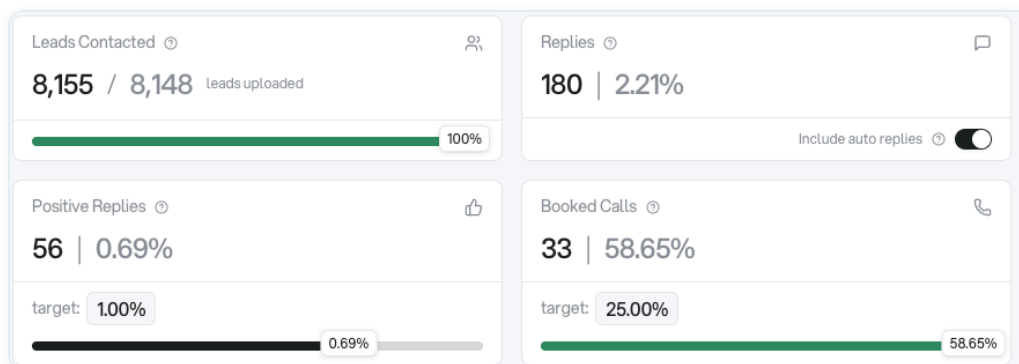 Leads Contacted
8,155 / 8,148 leads uploaded
100%
Replies
180 | 2.21%
Include auto replies
Positive Replies
56 | 0.69%
target: 1.00%
0.69%
Booked Calls
33 | 58.65%
target: 25.00%
58.65%